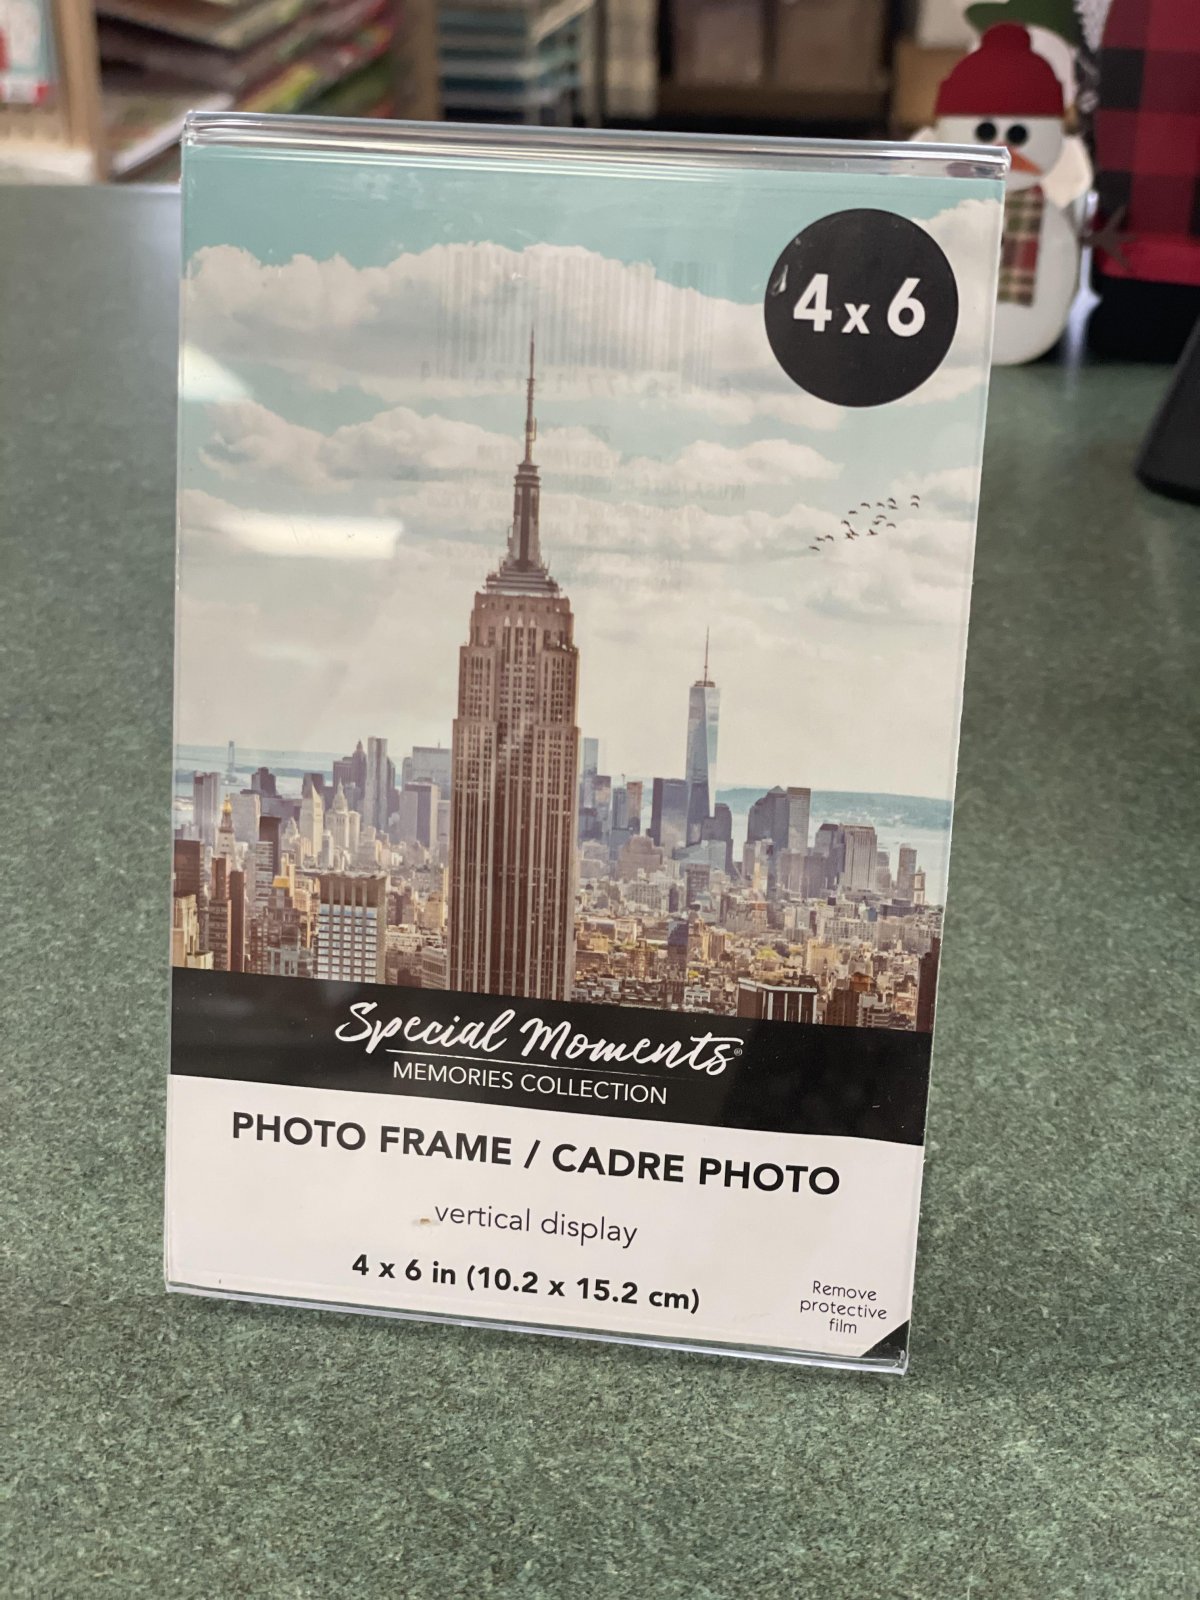 4 x 6
Special Moments®
MEMORIES COLLECTION
PHOTO FRAME / CADRE PHOTO
vertical display
4 x 6 in (10.2 x 15.2 cm)
Remove
protective
film